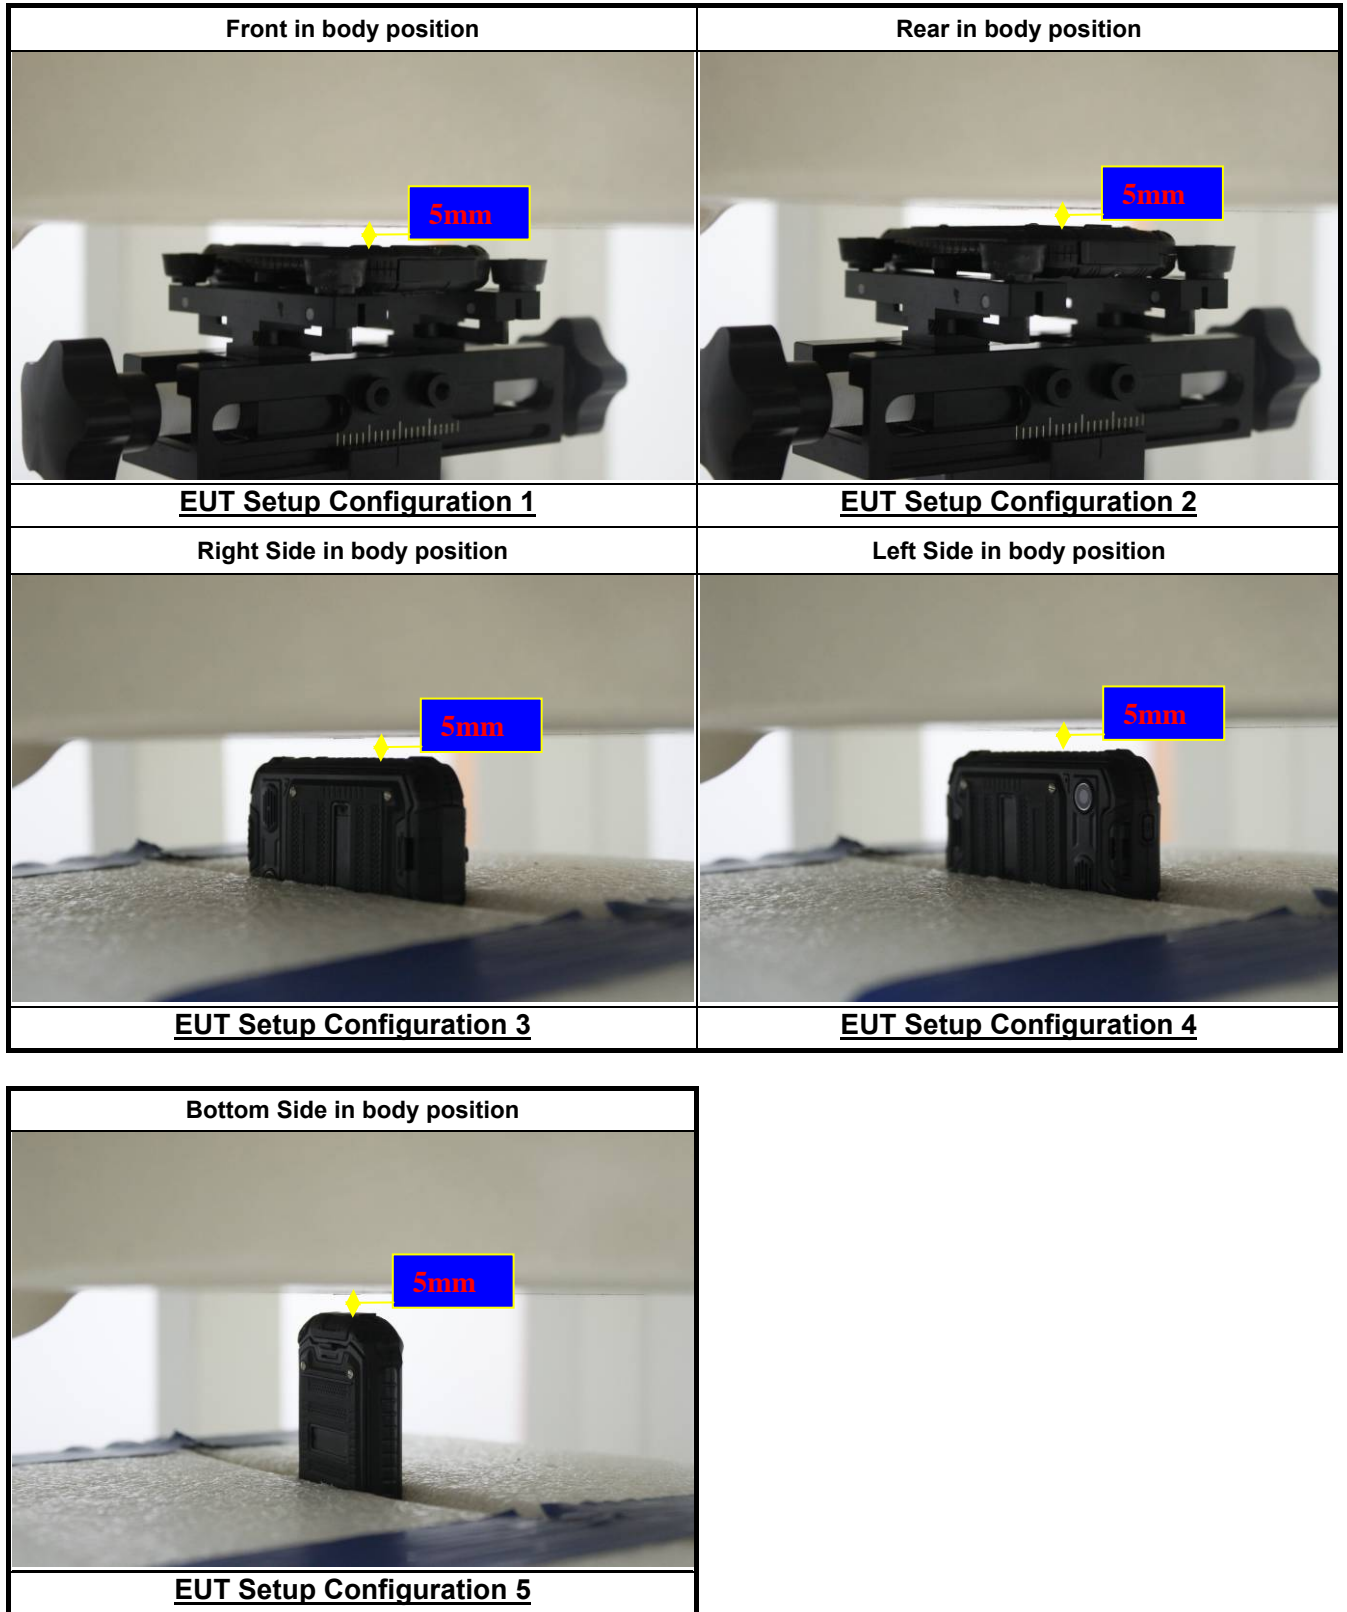 Front in body position
Rear in body position
5mm
5mm
EUT Setup Configuration 1
EUT Setup Configuration 2
Right Side in body position
Left Side in body position
5mm
5mm
EUT Setup Configuration 3
EUT Setup Configuration 4
Bottom Side in body position
5mm
EUT Setup Configuration 5